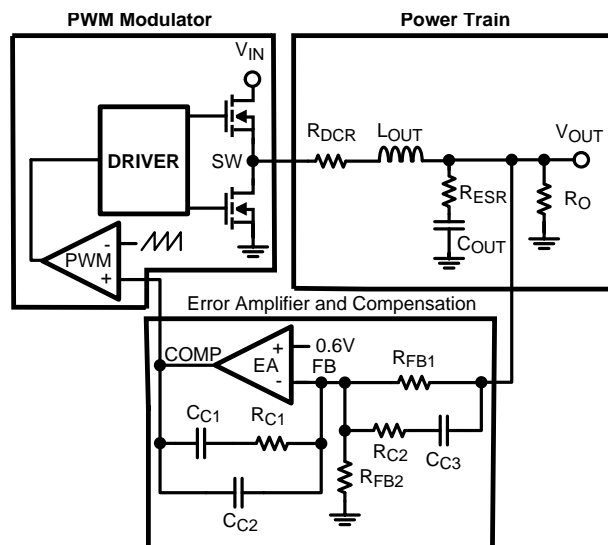 PWM Modulator
Power Train
VIN
DRIVER
SW
RDCR
LOUT
VOUT
RESR
COUT
RO
PWM
-
+
Error Amplifier and Compensation
COMP
EA
+
-
0.6V
FB
RFB1
CC1
RC1
RC2
CC3
CC2
RFB2